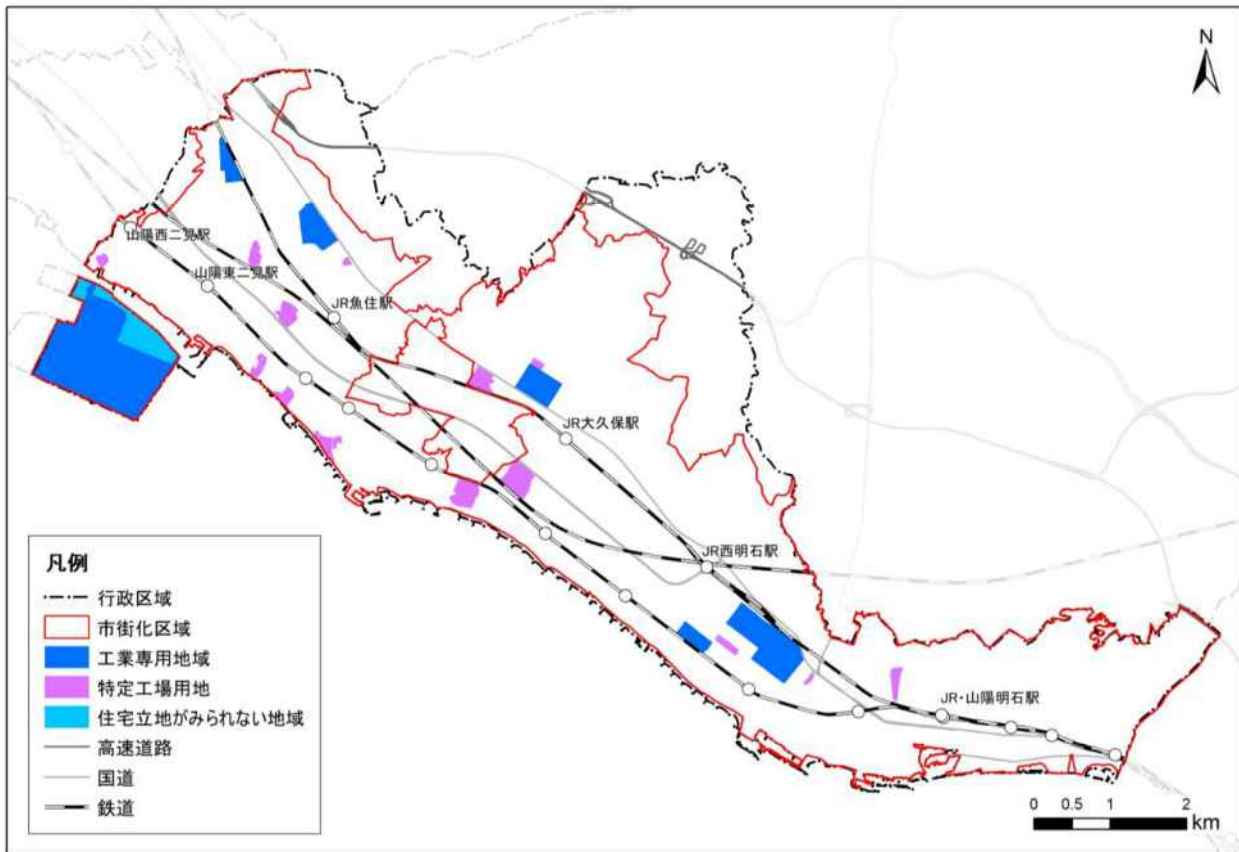 N
山陽西二見駅
山陽東二見駅
JR魚住駅
JR大久保駅
JR西明石駅
JR・山陽明石駅
凡例
行政区域
市街化区域
工業専用地域
特定工場用地
住宅立地がみられない地域
高速道路
国道
鉄道
0 0.5 1 2
km